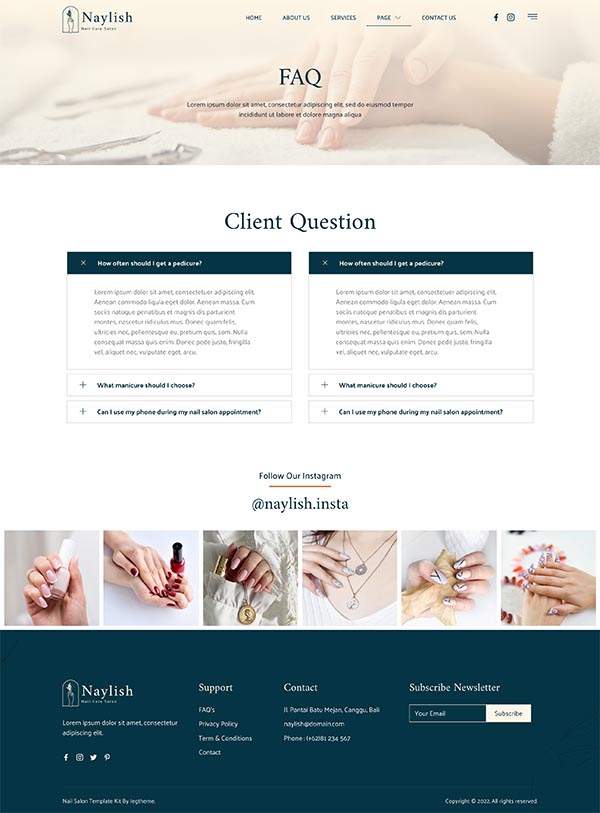 Naylish
Nail Care Salon
HOME
ABOUT US
SERVICES
PAGE
CONTACT US
FAQ
Lorem ipsum dolor sit amet, consectetur adipiscing elit, sed do eiusmod tempor
incididunt ut labore et dolore magna aliqua
Client Question
How often should I get a pedicure?
Lorem ipsum dolor sit amet, consectetuer adipiscing elit.
Aenean commodo ligula eget dolor. Aenean massa. Cum
sociis natoque penatibus et magnis dis parturient
montes, nascetur ridiculus mus. Donec quam felis,
ultricies nec, pellentesque eu, pretium quis, sem. Nulla
consequat massa quis enim. Donec pede justo, fringilla
vel, aliquet nec, vulputate eget, arcu.
What manicure should I choose?
Can I use my phone during my nail salon appointment?
How often should I get a pedicure?
Lorem ipsum dolor sit amet, consectetuer adipiscing elit.
Aenean commodo ligula eget dolor. Aenean massa. Cum
sociis natoque penatibus et magnis dis parturient
montes, nascetur ridiculus mus. Donec quam felis,
ultricies nec, pellentesque eu, pretium quis, sem. Nulla
consequat massa quis enim. Donec pede justo, fringilla
vel, aliquet nec, vulputate eget, arcu
What manicure should I choose?
Can I use my phone during my nail salon appointment?
Follow Our Instagram
@naylish.insta
Naylish
Nail Care Salon
Lorem ipsum dolor sit amet, consectetur
adipiscing elit.
Support
FAQ's
Privacy Policy
Term & Conditions
Contact
Contact
Jl. Pantai Batu Mejan, Canggu, Bali
naylish@domain.com
Phone : (+62)81 234 567
Subscribe Newsletter
Your Email
Subscribe
Nail Salon Template Kit By Jegtheme.
Copyright © 2022. All rights reserved.